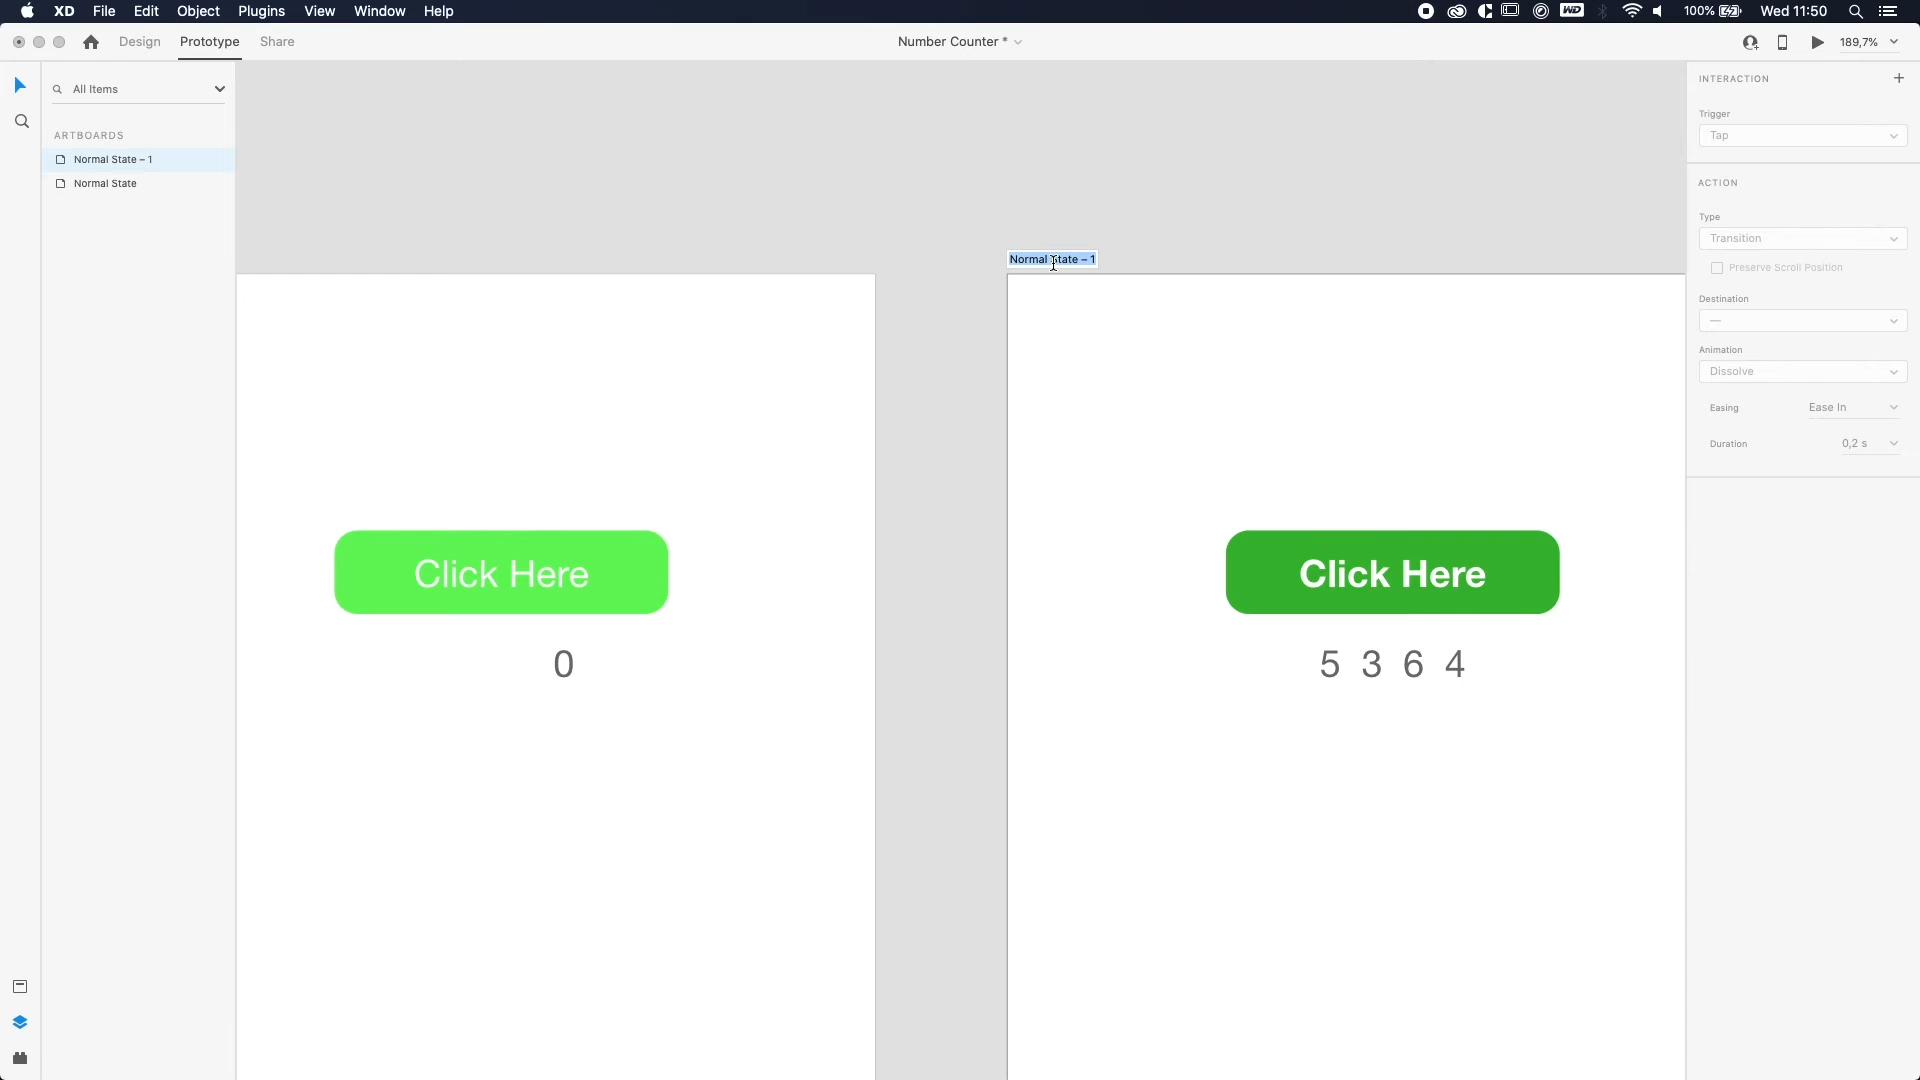 XD File Edit Object Plugins View Window Help
WD 100% Wed 11:50
Design Prototype Share
Number Counter *
189,7%
All Items
ARTBOARDS
Normal State – 1
Normal State
Normal State – 1
Click Here
0
Click Here
5 3 6 4
INTERACTION
Trigger
Tap
ACTION
Type
Transition
Preserve Scroll Position
Destination
—
Animation
Dissolve
Easing Ease In
Duration 0,2 s